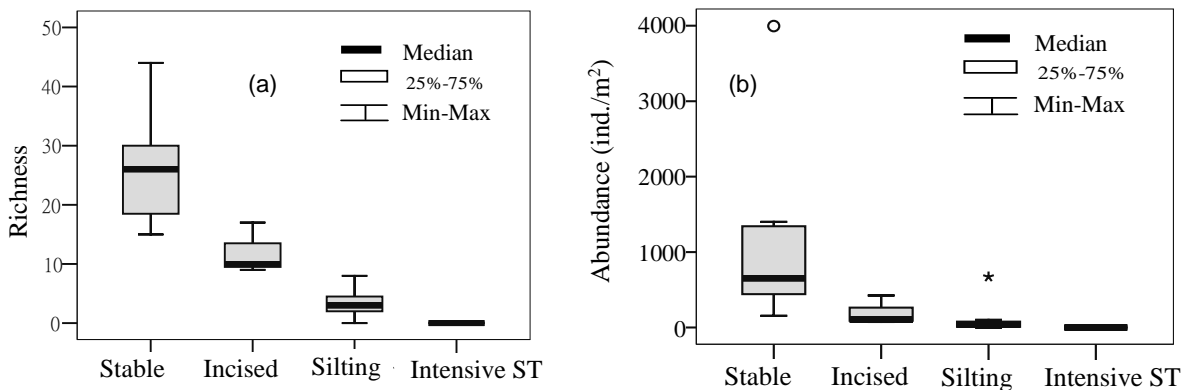 50
40
30
20
10
0
Richness
(a)
Median
25%-75%
Min-Max
Stable
Incised
Silting
Intensive ST
4000
3000
2000
1000
0
Abundance (ind./m²)
(b)
Median
25%-75%
Min-Max
Stable
Incised
Silting
Intensive ST